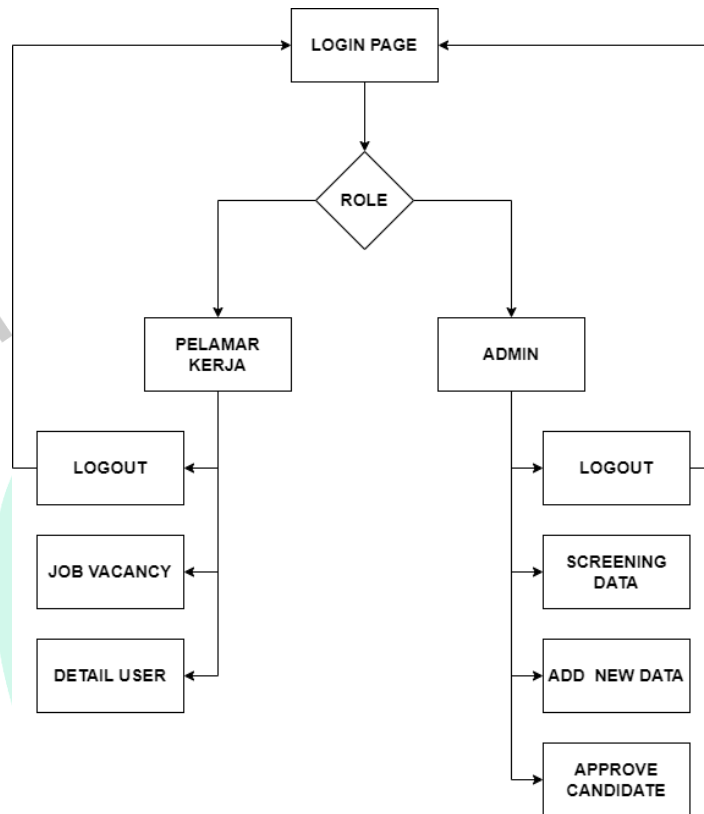 LOGIN PAGE
ROLE
PELAMAR
KERJA
ADMIN
LOGOUT
LOGOUT
JOB VACANCY
SCREENING
DATA
DETAIL USER
ADD NEW DATA
APPROVE
CANDIDATE